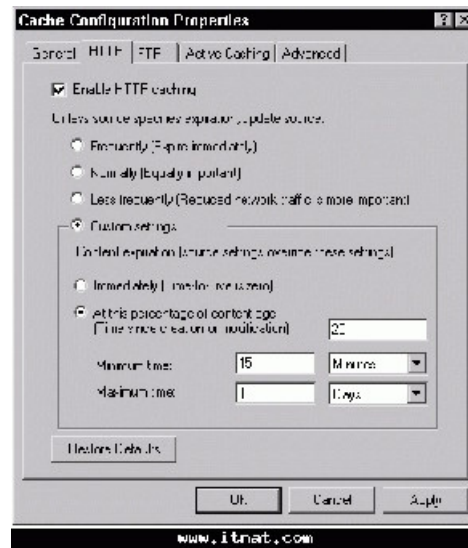 Cache Configuration Properties
General HTTP FTP Active Caching Advanced
Enable HTTP caching
Unless source specifies expiration, update source:
Frequently (Expire immediately)
Normally (Equally important)
Less frequently (Reduced network traffic is more important)
Custom settings
Content expiration (source settings override these settings)
Immediately (Time-to-live is zero)
At this percentage of content age
(Time since creation or modification) 20
Minimum time: 15 Minutes
Maximum time: 1 Days
Restore Defaults
OK Cancel Apply
www.itnat.com